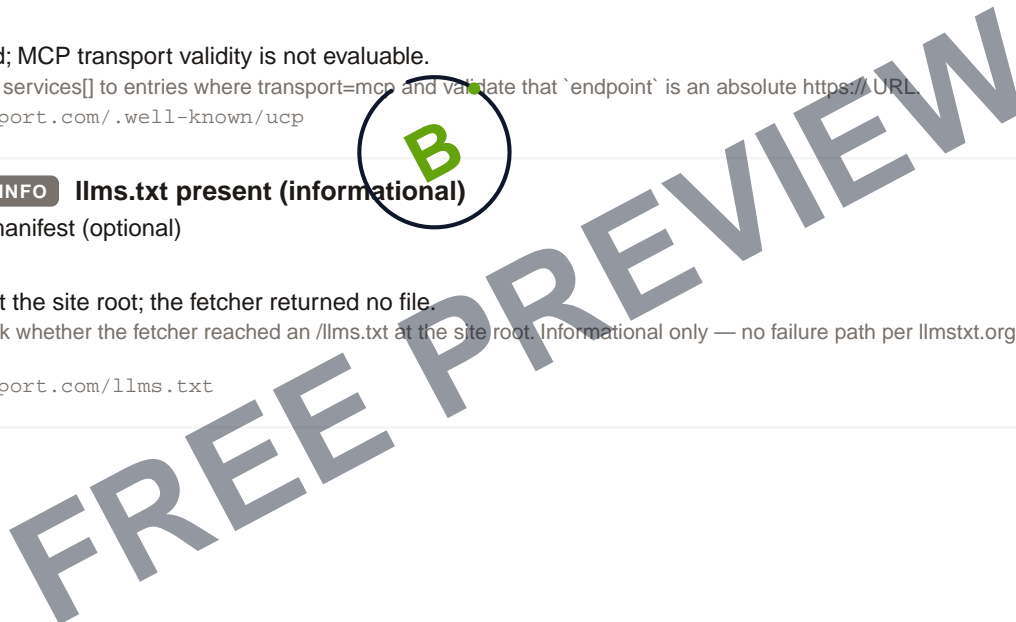 d; MCP transport validity is not evaluable.
services[] to entries where transport=mcp and validate that `endpoint` is an absolute https:// URL.
port.com/.well-known/ucp
B
INFO llms.txt present (informational)
manifest (optional)
t the site root; the fetcher returned no file.
k whether the fetcher reached an /llms.txt at the site root. Informational only — no failure path per llmstxt.org
port.com/llms.txt
FREE PREVIEW